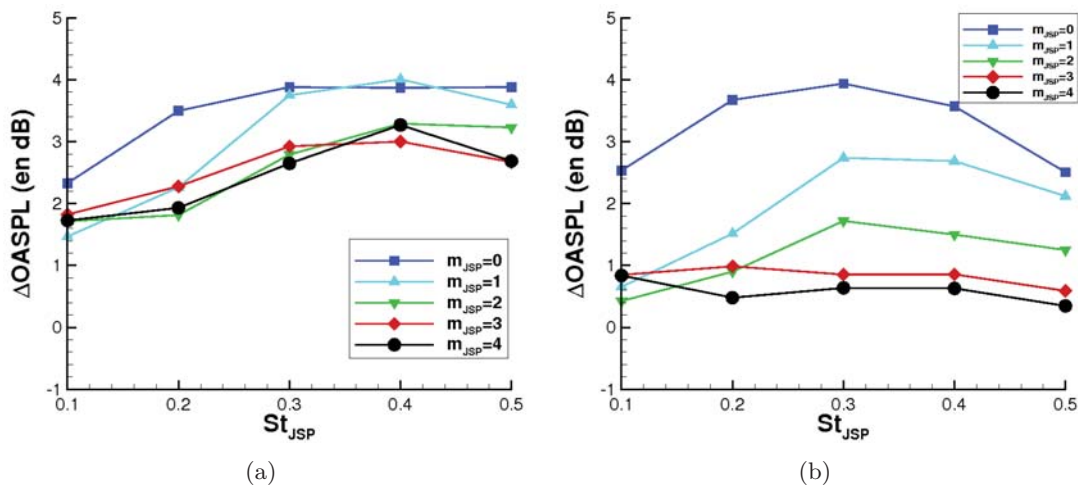 5
4
3
2
1
0
-1
ΔOASPL (en dB)
0.1 0.2 0.3 0.4 0.5
St_JSP
m_JSP=0
m_JSP=1
m_JSP=2
m_JSP=3
m_JSP=4
(a)
5
4
3
2
1
0
-1
ΔOASPL (en dB)
0.1 0.2 0.3 0.4 0.5
St_JSP
m_JSP=0
m_JSP=1
m_JSP=2
m_JSP=3
m_JSP=4
(b)